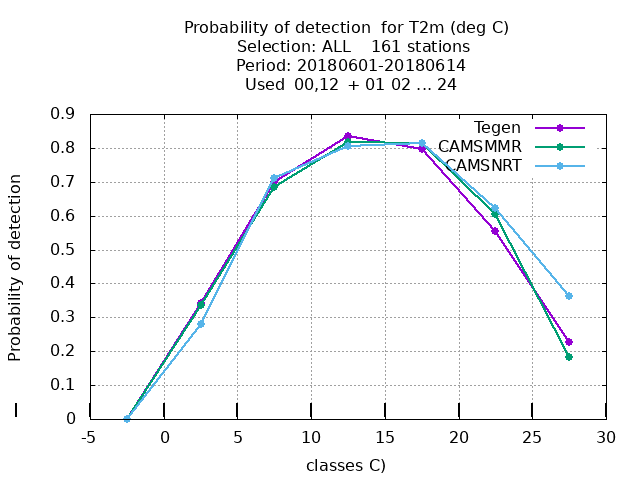 Probability of detection for T2m (deg C)
Selection: ALL 161 stations
Period: 20180601-20180614
Used 00,12 + 01 02 ... 24
Tegen
CAMSMMR
CAMSNRT
Probability of detection
0.9
0.8
0.7
0.6
0.5
0.4
0.3
0.2
0.1
0
-5 0 5 10 15 20 25 30
classes C)